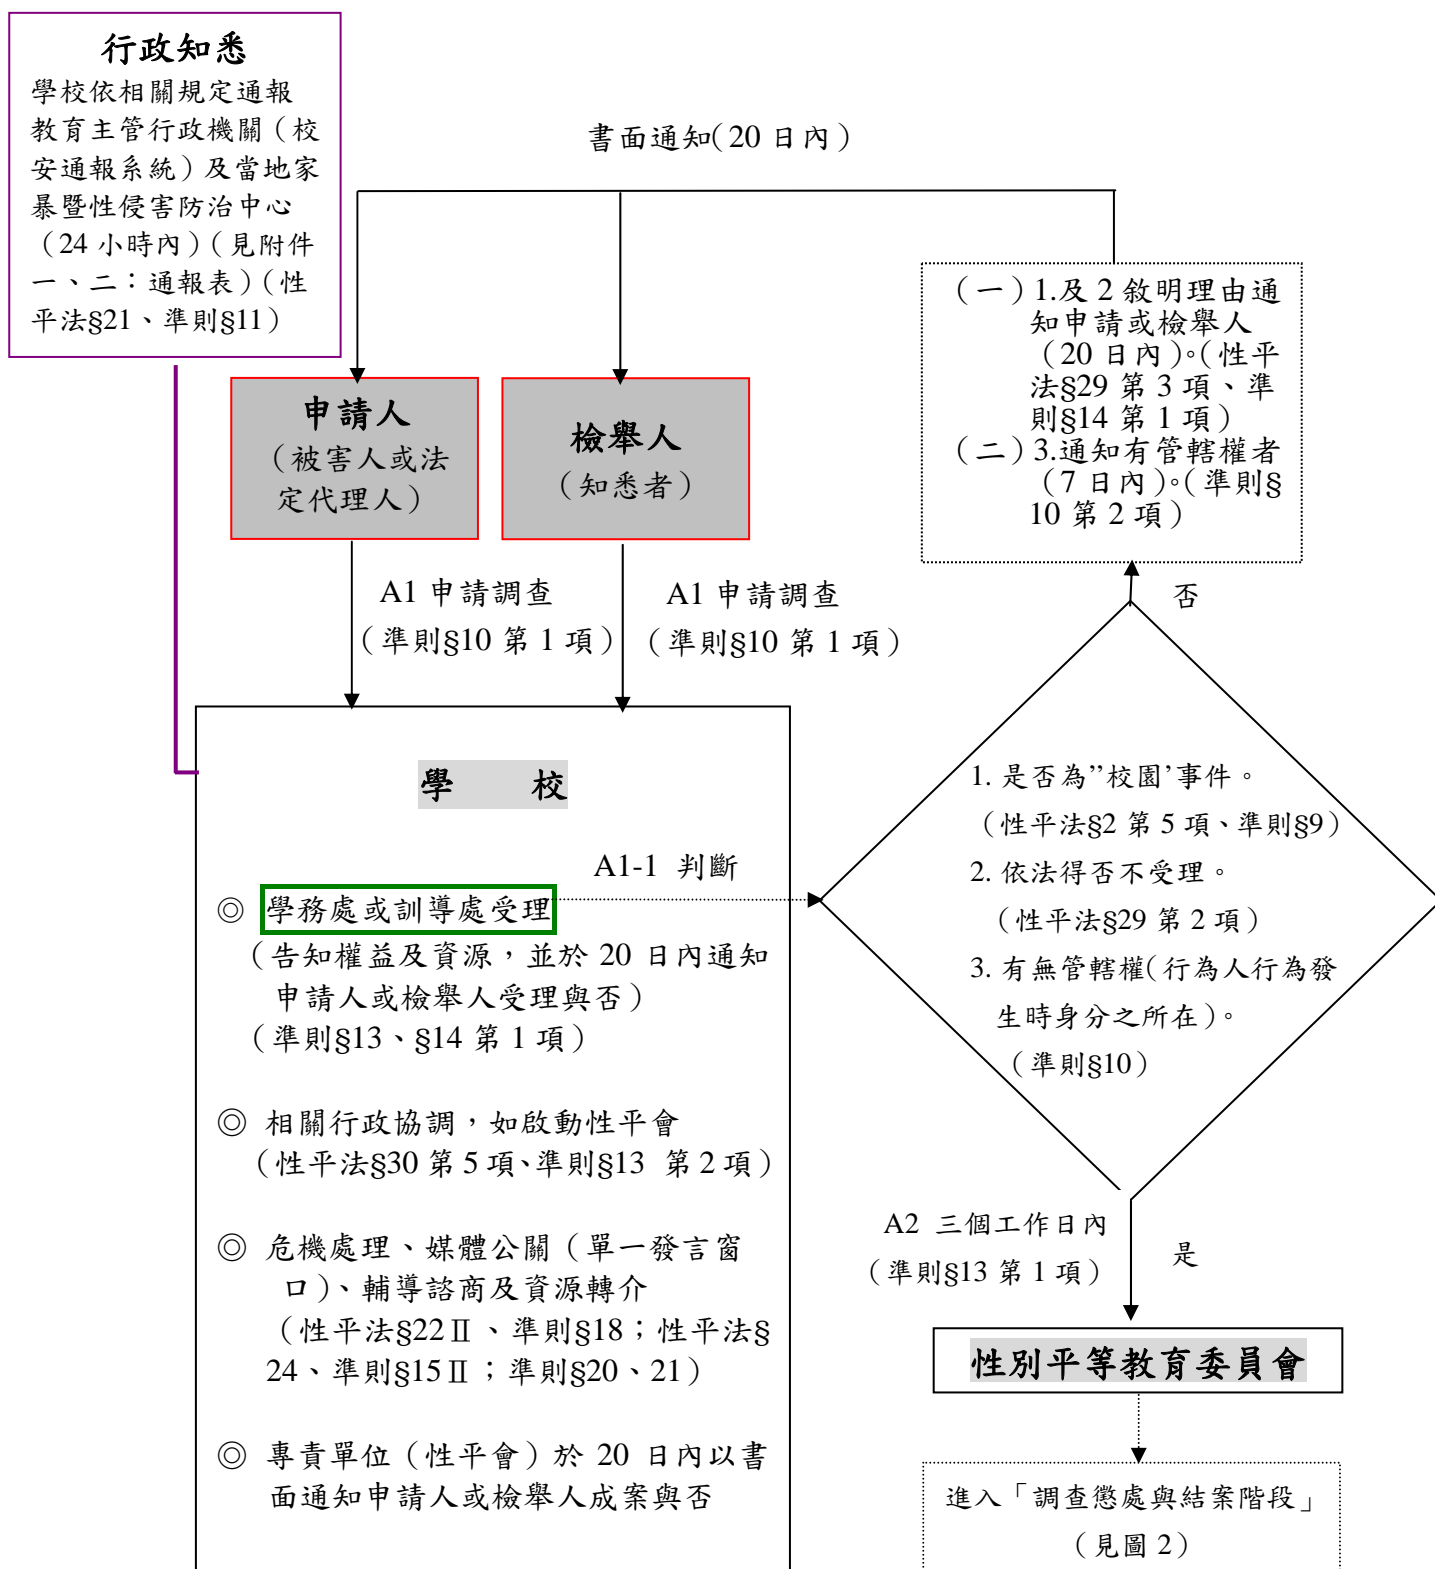 行政知悉
學校依相關規定通報
教育主管行政機關（校
安通報系統）及當地家
暴暨性侵害防治中心
（24 小時內）（見附件
一、二：通報表）（性
平法§21、準則§11）
書面通知（20 日內）
（一）1.及 2 敘明理由通
知申請或檢舉人
（20 日內）。（性平
法§29 第 3 項、準
則§14 第 1 項）
（二）3.通知有管轄權者
（7 日內）。（準則§
10 第 2 項）
申請人
（被害人或法
定代理人）
檢舉人
（知悉者）
A1 申請調查
（準則§10 第 1 項）
A1 申請調查
（準則§10 第 1 項）
否
學 校
A1-1 判斷
◎ 學務處或訓導處受理
（告知權益及資源，並於 20 日內通知
申請人或檢舉人受理與否）
（準則§13、§14 第 1 項）
◎ 相關行政協調，如啟動性平會
（性平法§30 第 5 項、準則§13 第 2 項）
◎ 危機處理、媒體公關（單一發言窗
口）、輔導諮商及資源轉介
（性平法§22Ⅱ、準則§18；性平法§
24、準則§15Ⅱ；準則§20、21）
◎ 專責單位（性平會）於 20 日內以書
面通知申請人或檢舉人成案與否
1. 是否為”校園’事件。
（性平法§2 第 5 項、準則§9）
2. 依法得否不受理。
（性平法§29 第 2 項）
3. 有無管轄權（行為人行為發
生時身分之所在）。
（準則§10）
A2 三個工作日內
（準則§13 第 1 項）
是
性別平等教育委員會
進入「調查懲處與結案階段」
（見圖 2）